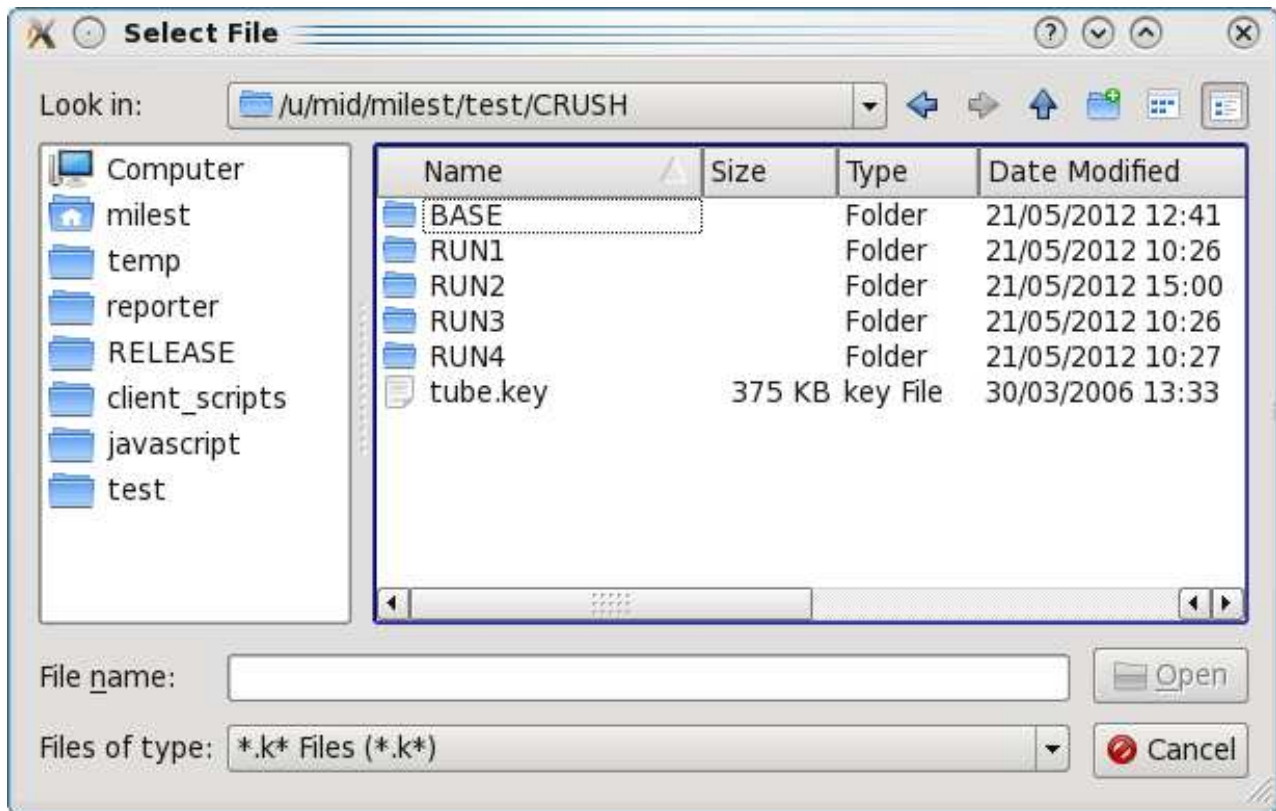 Select File
Look in: /u/mid/milest/test/CRUSH
Computer
milest
temp
reporter
RELEASE
client_scripts
javascript
test
Name Size Type Date Modified
BASE Folder 21/05/2012 12:41
RUN1 Folder 21/05/2012 10:26
RUN2 Folder 21/05/2012 15:00
RUN3 Folder 21/05/2012 10:26
RUN4 Folder 21/05/2012 10:27
tube.key 375 KB key File 30/03/2006 13:33
File name: Open
Files of type: *.k* Files (*.k*) Cancel